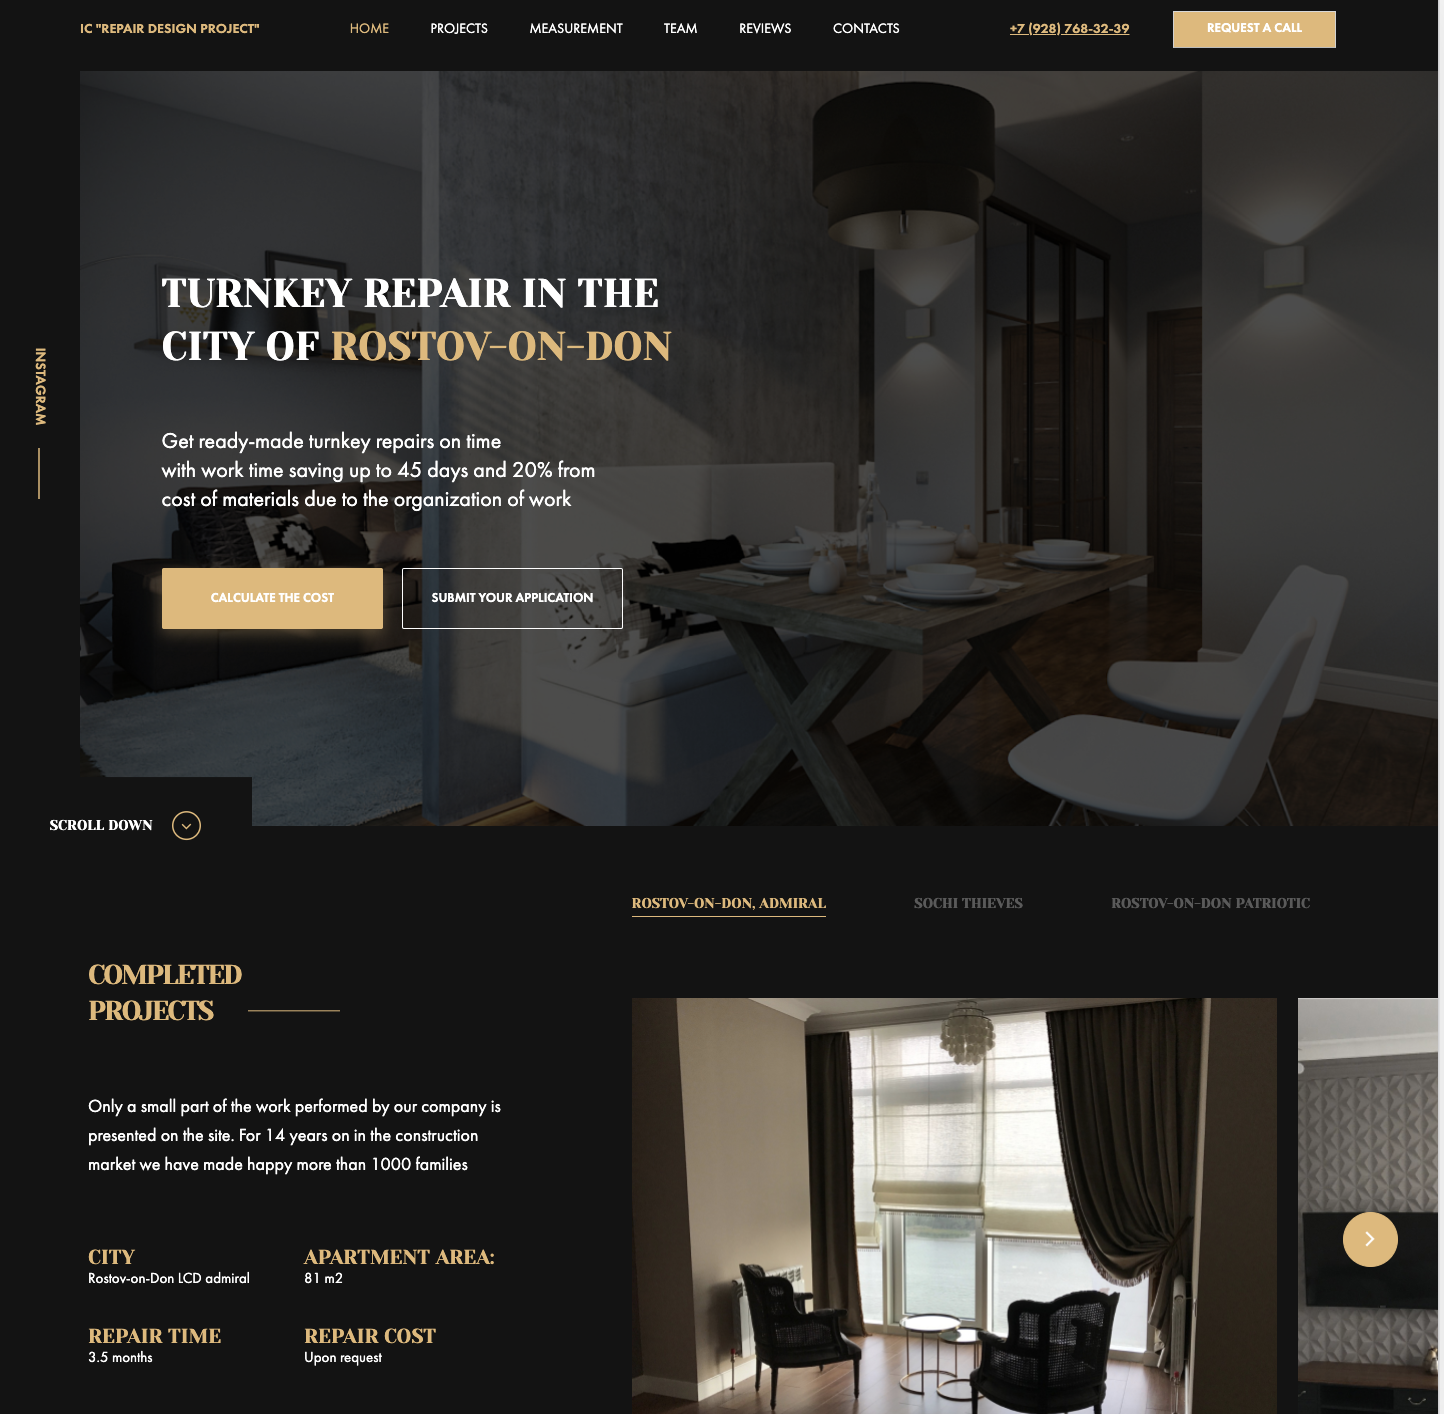 IC "REPAIR DESIGN PROJECT"
HOME
PROJECTS
MEASUREMENT
TEAM
REVIEWS
CONTACTS
+7 (928) 768-32-39
REQUEST A CALL
TURNKEY REPAIR IN THE
CITY OF ROSTOV-ON-DON
INSTAGRAM
Get ready-made turnkey repairs on time
with work time saving up to 45 days and 20% from
cost of materials due to the organization of work
CALCULATE THE COST
SUBMIT YOUR APPLICATION
SCROLL DOWN
ROSTOV-ON-DON, ADMIRAL
SOCHI THIEVES
ROSTOV-ON-DON PATRIOTIC
COMPLETED
PROJECTS
Only a small part of the work performed by our company is
presented on the site. For 14 years on in the construction
market we have made happy more than 1000 families
CITY
Rostov-on-Don LCD admiral
APARTMENT AREA:
81 m2
REPAIR TIME
3.5 months
REPAIR COST
Upon request